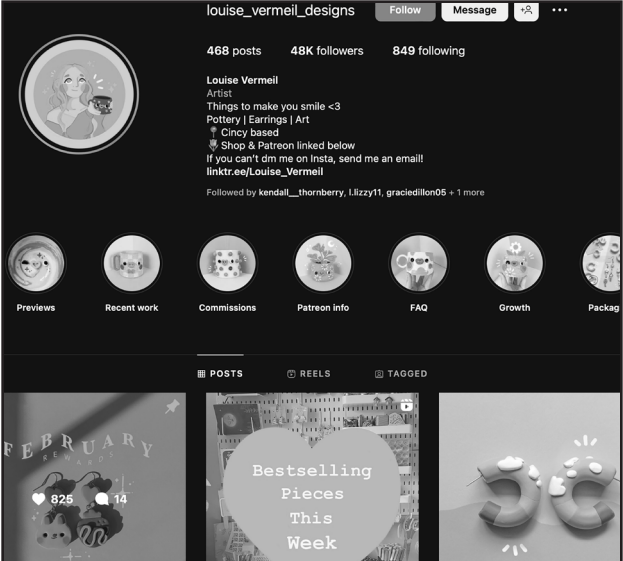 louise_vermeil_designs Follow Message
468 posts 48K followers 849 following
Louise Vermeil
Artist
Things to make you smile <3
Pottery | Earrings | Art
📍 Cincy based
🌷 Shop & Patreon linked below
If you can't dm me on Insta, send me an email!
linktr.ee/Louise_Vermeil
Followed by kendall__thornberry, l.lizzy11, graciedillon05 + 1 more
Previews Recent work Commissions Patreon info FAQ Growth Packag
POSTS REELS TAGGED
FEBRUARY
REWARDS
825 14
Bestselling
Pieces
This
Week